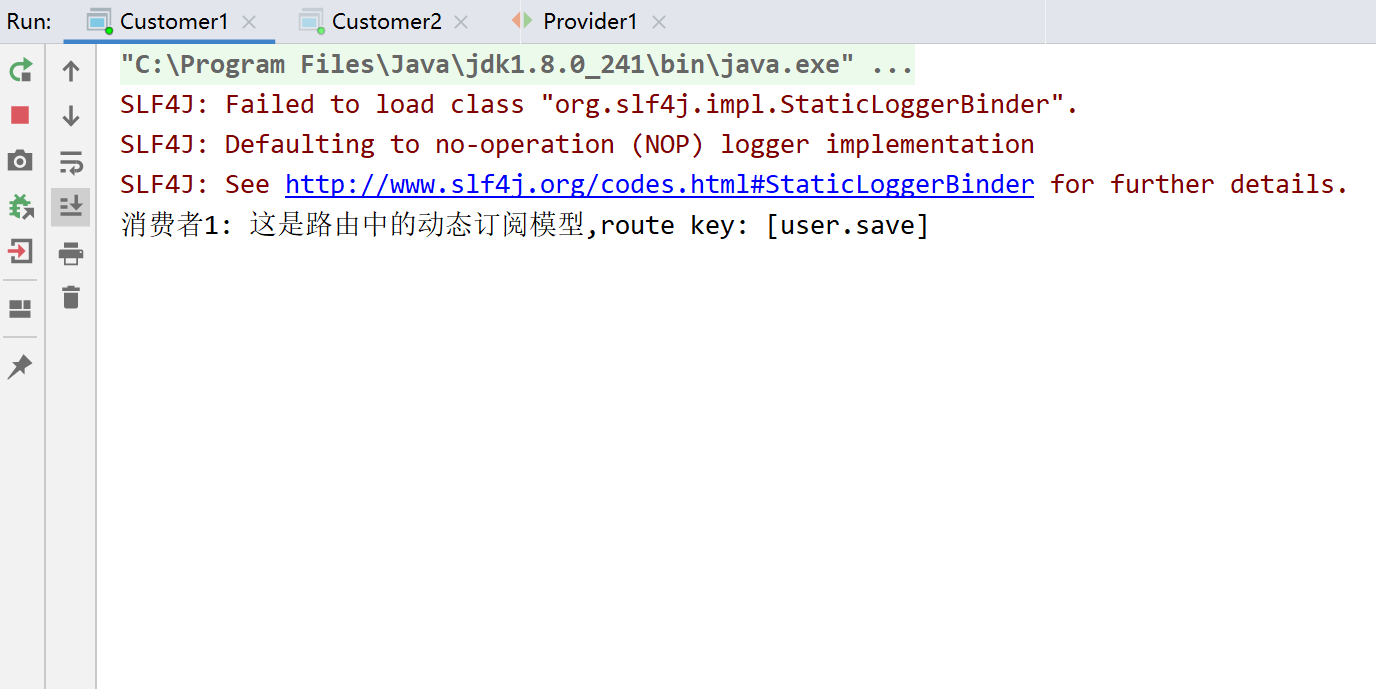 Run: Customer1 Customer2 Provider1
"C:\Program Files\Java\jdk1.8.0_241\bin\java.exe" ...
SLF4J: Failed to load class "org.slf4j.impl.StaticLoggerBinder".
SLF4J: Defaulting to no-operation (NOP) logger implementation
SLF4J: See http://www.slf4j.org/codes.html#StaticLoggerBinder for further details.
消费者1: 这是路由中的动态订阅模型,route key: [user.save]